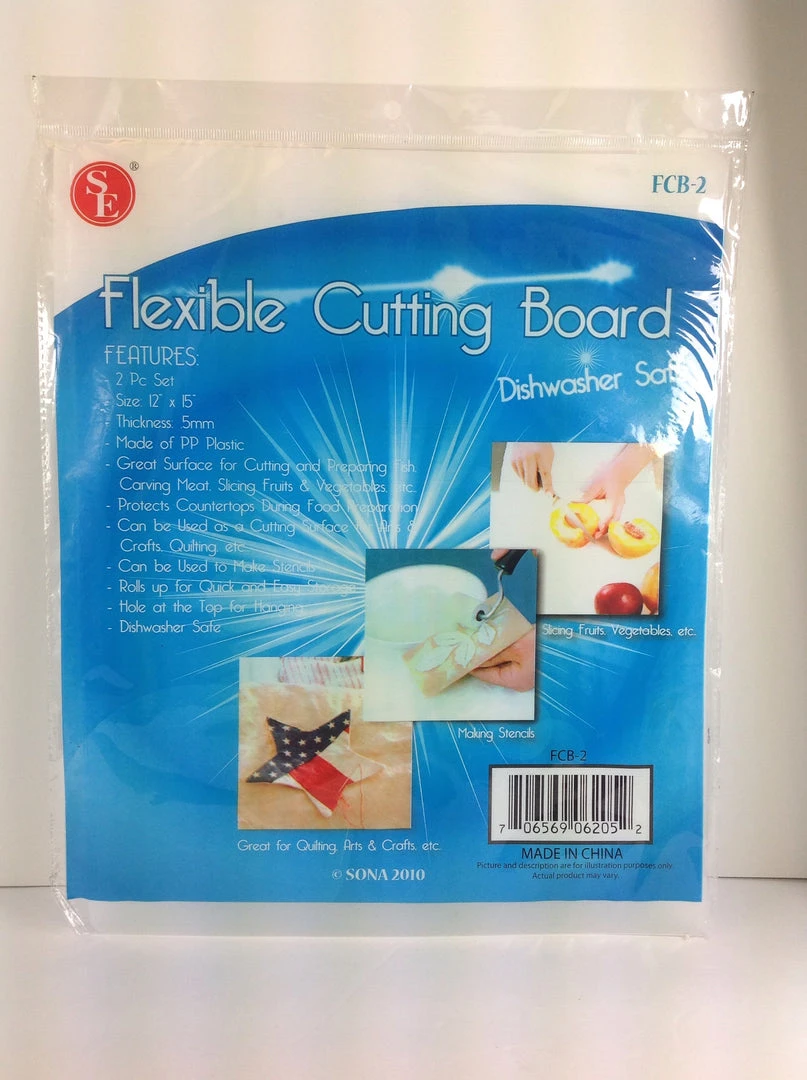 SE®
FCB-2
Flexible Cutting Board
FEATURES:
Dishwasher Saf
- 2 Pc Set
- Size: 12" x 15"
- Thickness: .5mm
- Made of PP Plastic
- Great Surface for Cutting and Preparing Fish,
Carving Meat, Slicing Fruits & Vegetables, etc..
- Protects Countertops During Food Preparation
- Can be Used as a Cutting Surface for Arts &
Crafts, Quilting, etc..
- Can be Used to Make Stencils
- Rolls up for Quick and Easy Storage
- Hole at the Top for Hanging
- Dishwasher Safe
Slicing Fruits, Vegetables, etc..
Making Stencils
Great for Quilting, Arts & Crafts, etc.
FCB-2
7 06569 06205 2
MADE IN CHINA
Picture and description are for illustration purposes only.
Actual product may vary.
© SONA 2010